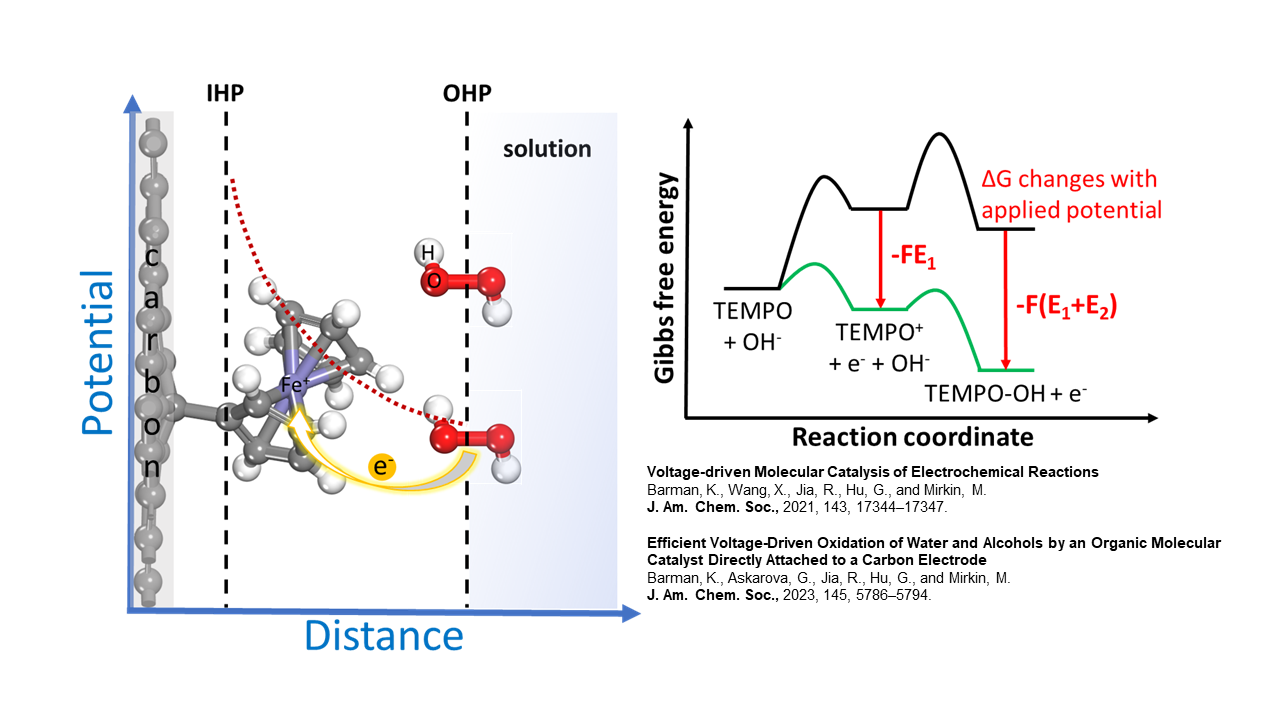 IHP
OHP
solution
Potential
carbon
H
O
Fe⁺
e⁻
Distance
Gibbs free energy
ΔG changes with
applied potential
-FE₁
-F(E₁+E₂)
TEMPO
+ OH⁻
TEMPO⁺
+ e⁻ + OH⁻
TEMPO-OH + e⁻
Reaction coordinate
Voltage-driven Molecular Catalysis of Electrochemical Reactions
Barman, K., Wang, X., Jia, R., Hu, G., and Mirkin, M.
J. Am. Chem. Soc., 2021, 143, 17344–17347.
Efficient Voltage-Driven Oxidation of Water and Alcohols by an Organic Molecular
Catalyst Directly Attached to a Carbon Electrode
Barman, K., Askarova, G., Jia, R., Hu, G., and Mirkin, M.
J. Am. Chem. Soc., 2023, 145, 5786–5794.